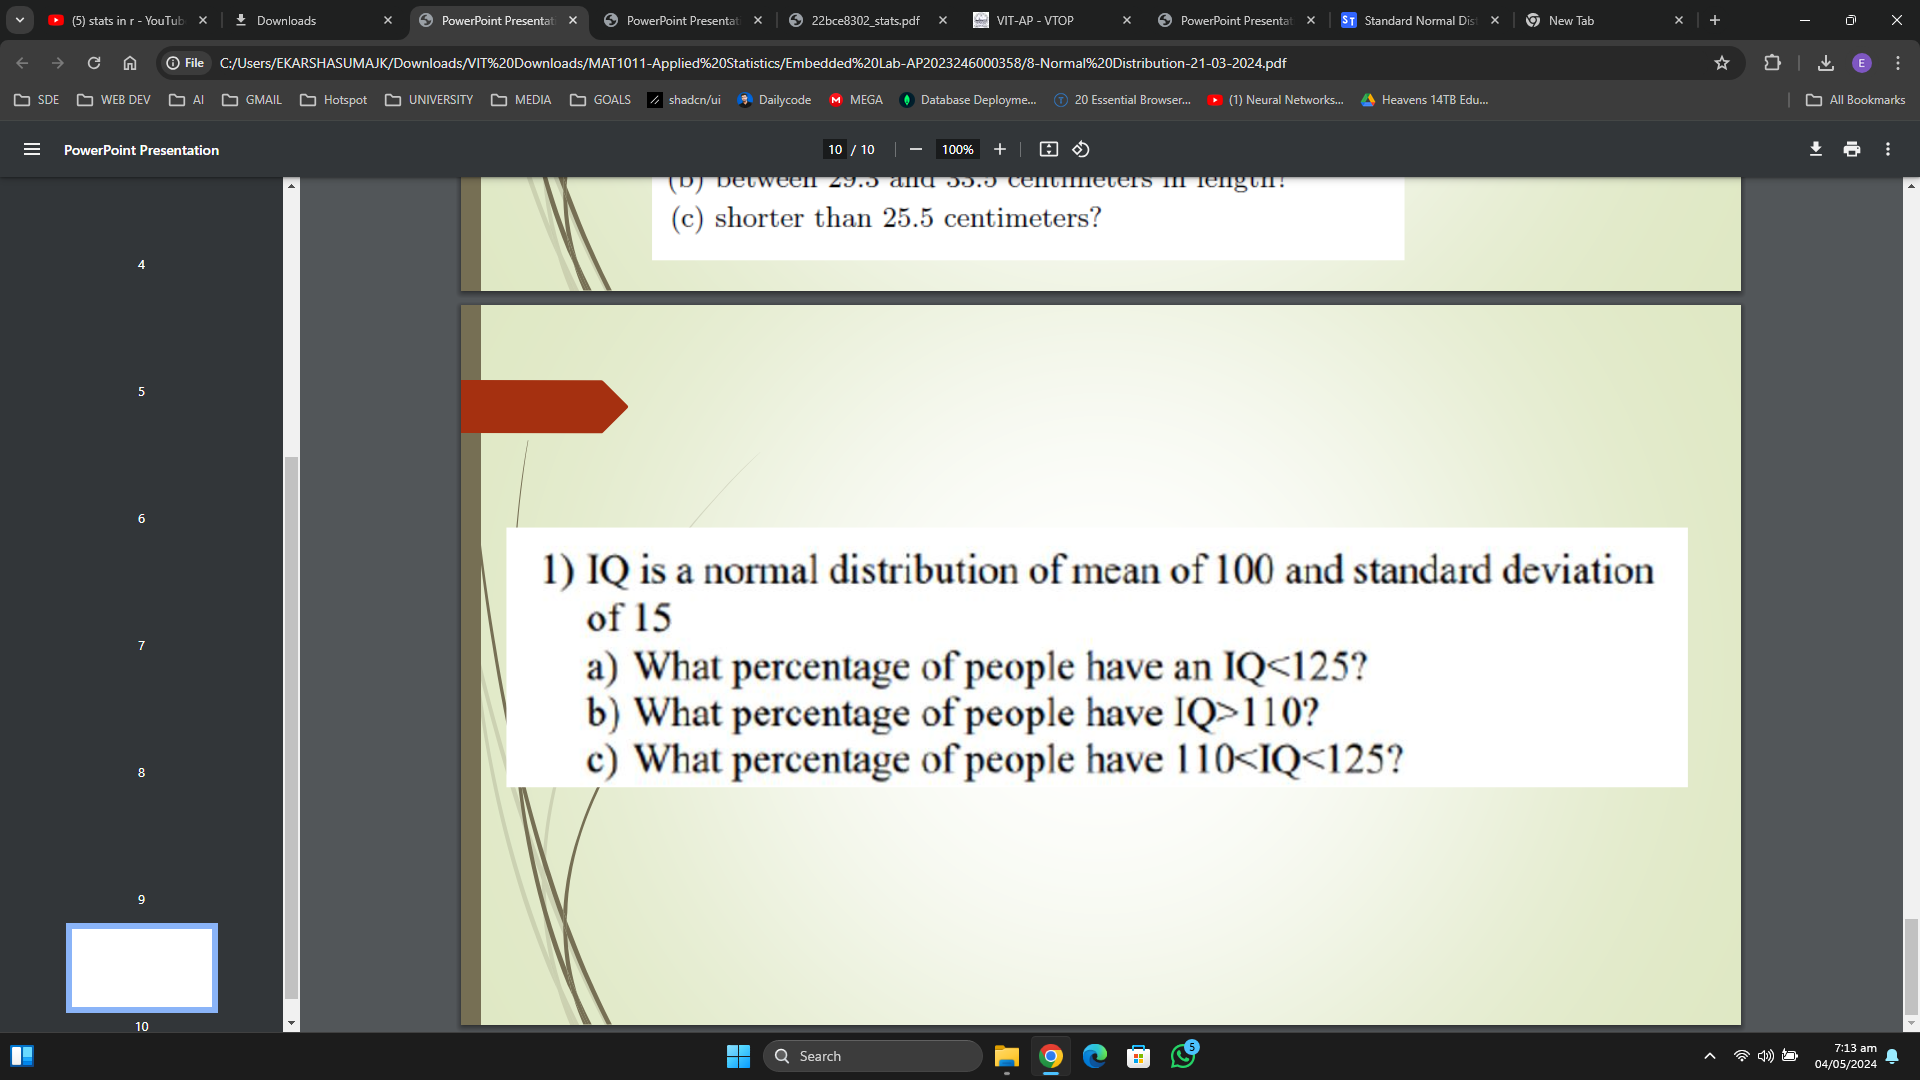 (5) stats in r - YouTub
Downloads
PowerPoint Presentat
PowerPoint Presentat
22bce8302_stats.pdf
VIT-AP - VTOP
PowerPoint Presentat
ST Standard Normal Dis
New Tab
File C:/Users/EKARSHASUMAJK/Downloads/VIT%20Downloads/MAT1011-Applied%20Statistics/Embedded%20Lab-AP2023246000358/8-Normal%20Distribution-21-03-2024.pdf
E
SDE WEB DEV AI GMAIL Hotspot UNIVERSITY MEDIA GOALS shadcn/ui Dailycode M MEGA Database Deployme... T 20 Essential Browser... (1) Neural Networks... Heavens 14TB Edu... All Bookmarks
PowerPoint Presentation
10 / 10
100%
4
5
6
7
8
9
10
(b) between 29.3 and 33.5 centimeters in length?
(c) shorter than 25.5 centimeters?
1) IQ is a normal distribution of mean of 100 and standard deviation
of 15
a) What percentage of people have an IQ<125?
b) What percentage of people have IQ>110?
c) What percentage of people have 110<IQ<125?
Search
5
7:13 am
04/05/2024